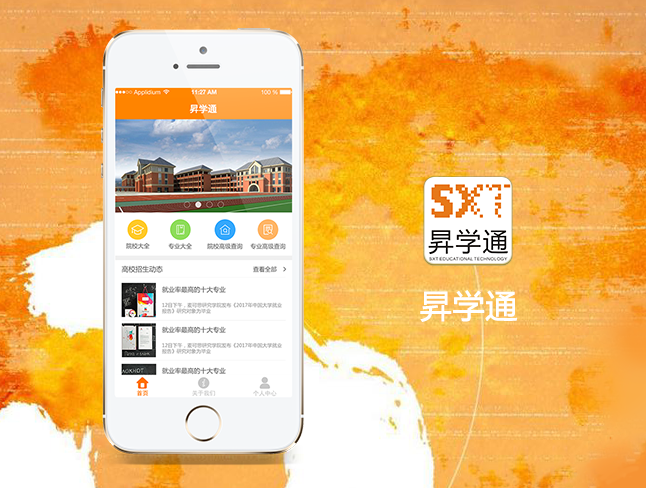 Applidium 11:27 AM 100 %
昇学通
院校大全 专业大全 院校高级查询 专业高级查询
高校招生动态 查看全部
就业率最高的十大专业
12日下午，麦可思研究院发布《2017年中国大学就业
报告》研究对象为毕业
就业率最高的十大专业
12日下午，麦可思研究院发布《2017年中国大学就业
报告》研究对象为毕业
就业率最高的十大专业
首页 关于我们 个人中心
SXT
昇学通
SXT EDUCATIONAL TECHNOLOGY
昇学通